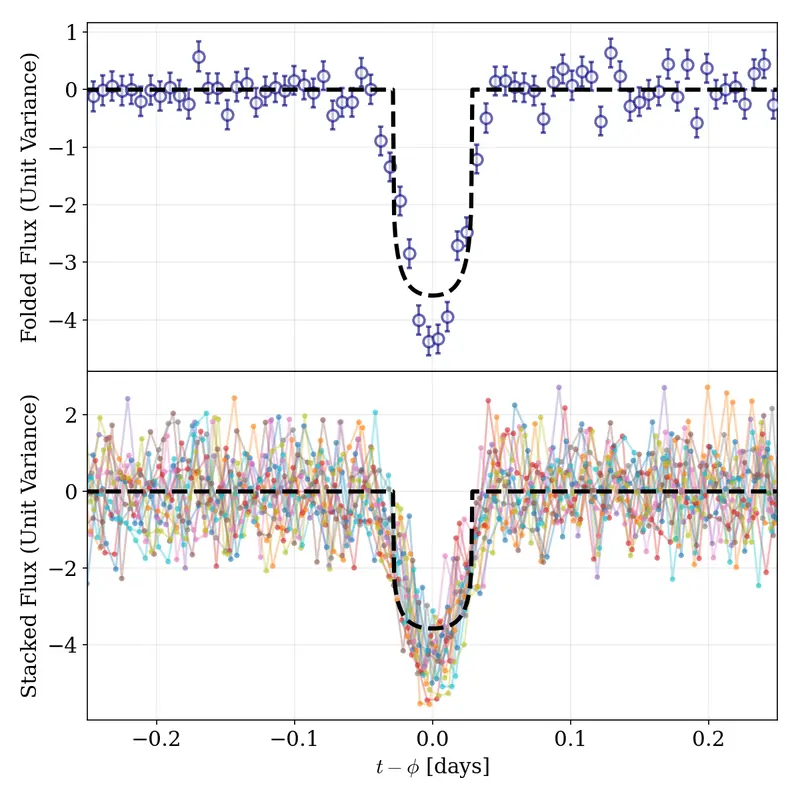 Folded Flux (Unit Variance)
1
0
−1
−2
−3
−4
Stacked Flux (Unit Variance)
2
0
−2
−4
−0.2 −0.1 0.0 0.1 0.2
t − ϕ [days]